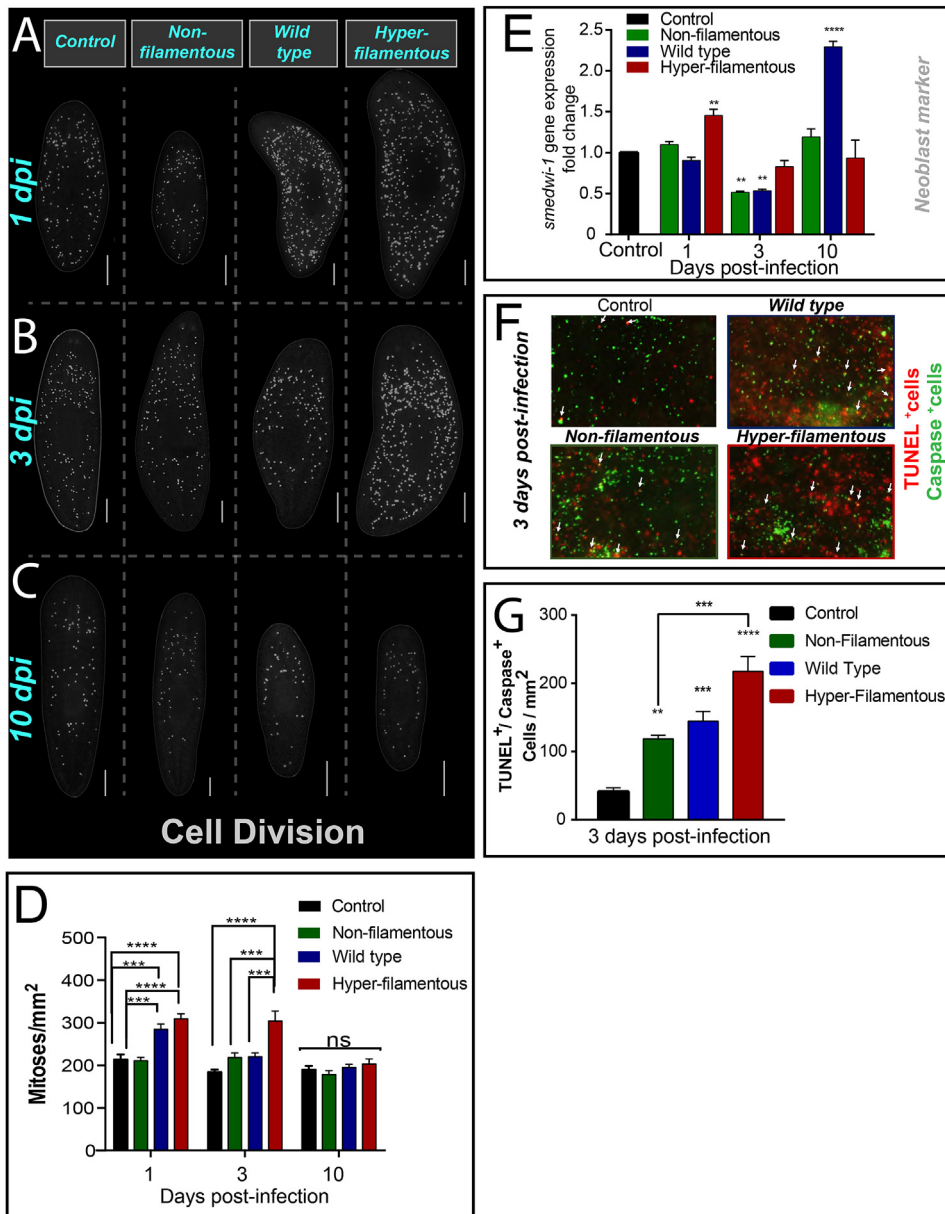 A
Control
Non-
filamentous
Wild
type
Hyper-
filamentous
1 dpi
B
3 dpi
C
10 dpi
Cell Division
D
Control
Non-filamentous
Wild type
Hyper-filamentous
500
400
300
200
100
0
Mitoses/mm2
****
***
****
***
****
***
***
ns
1
3
10
Days post-infection
E
Control
Non-filamentous
Wild type
Hyper-filamentous
smedwi-1 gene expression
fold change
2.5
2.0
1.5
1.0
0.5
0
**
** **
****
Control
1
3
10
Days post-infection
Neoblast marker
F
Control
Wild type
Non-filamentous
Hyper-filamentous
3 days post-infection
TUNEL +cells
Caspase +cells
G
Control
Non-Filamentous
Wild Type
Hyper-Filamentous
TUNEL+/ Caspase+
Cells / mm2
300
200
100
0
***
**
***
****
3 days post-infection